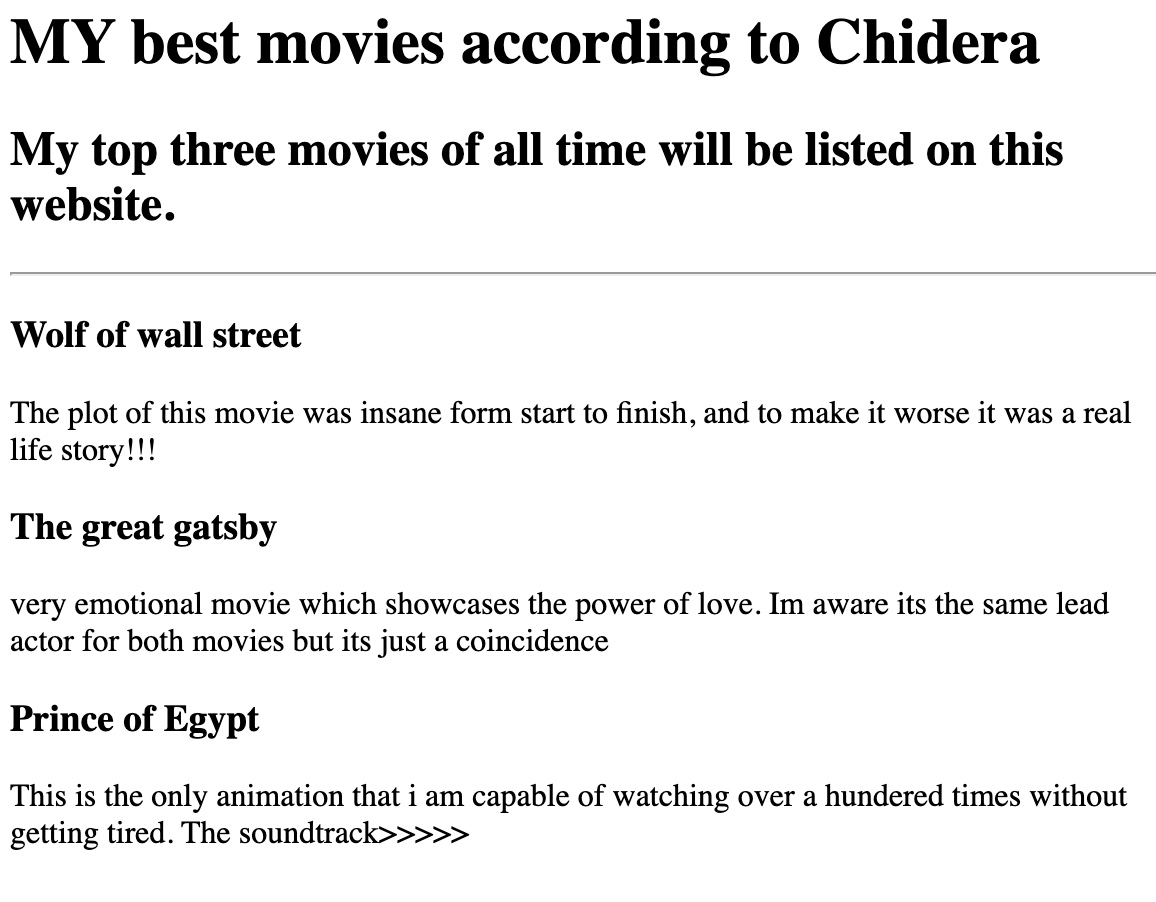 MY best movies according to Chidera
My top three movies of all time will be listed on this
website.
Wolf of wall street
The plot of this movie was insane form start to finish, and to make it worse it was a real
life story!!!
The great gatsby
very emotional movie which showcases the power of love. Im aware its the same lead
actor for both movies but its just a coincidence
Prince of Egypt
This is the only animation that i am capable of watching over a hundered times without
getting tired. The soundtrack>>>>>